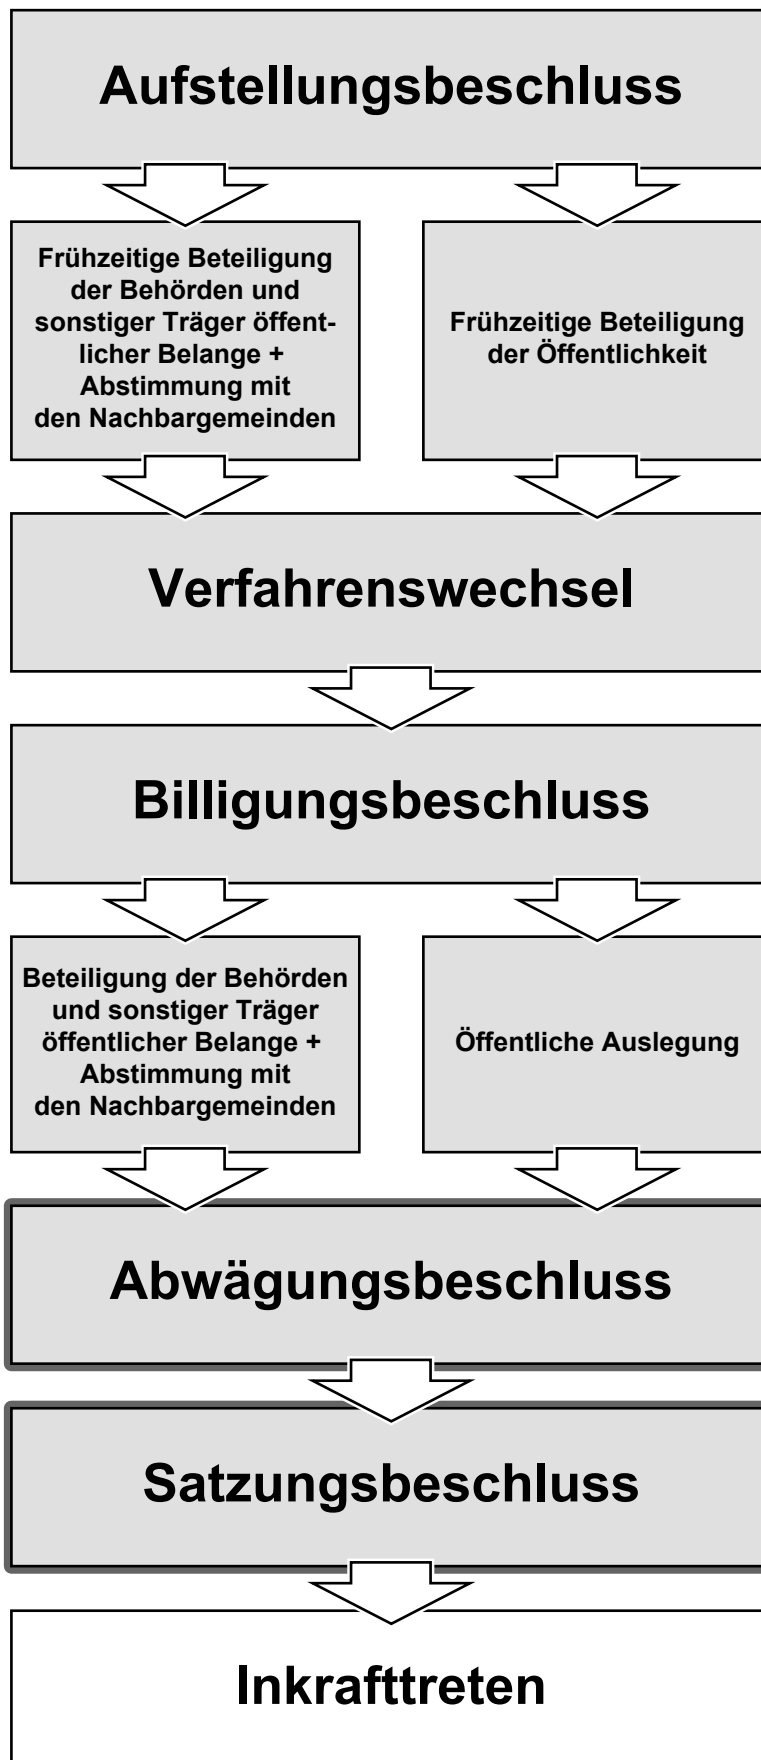 Aufstellungsbeschluss
Frühzeitige Beteiligung
der Behörden und
sonstiger Träger öffent-
licher Belange +
Abstimmung mit
den Nachbargemeinden
Frühzeitige Beteiligung
der Öffentlichkeit
Verfahrenswechsel
Billigungsbeschluss
Beteiligung der Behörden
und sonstiger Träger
öffentlicher Belange +
Abstimmung mit
den Nachbargemeinden
Öffentliche Auslegung
Abwägungsbeschluss
Satzungsbeschluss
Inkrafttreten